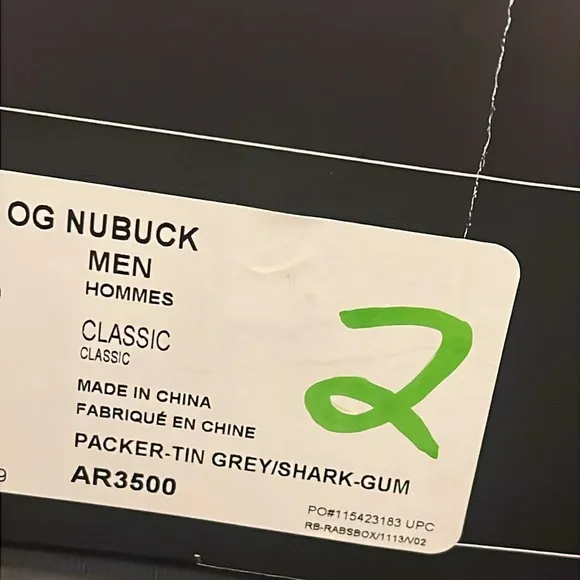 OG NUBUCK
MEN
HOMMES
CLASSIC
CLASSIC
MADE IN CHINA
FABRIQUÉ EN CHINE
PACKER-TIN GREY/SHARK-GUM
9
AR3500
2
PO#115423183 UPC
RB-RABSBOX/1113/V02